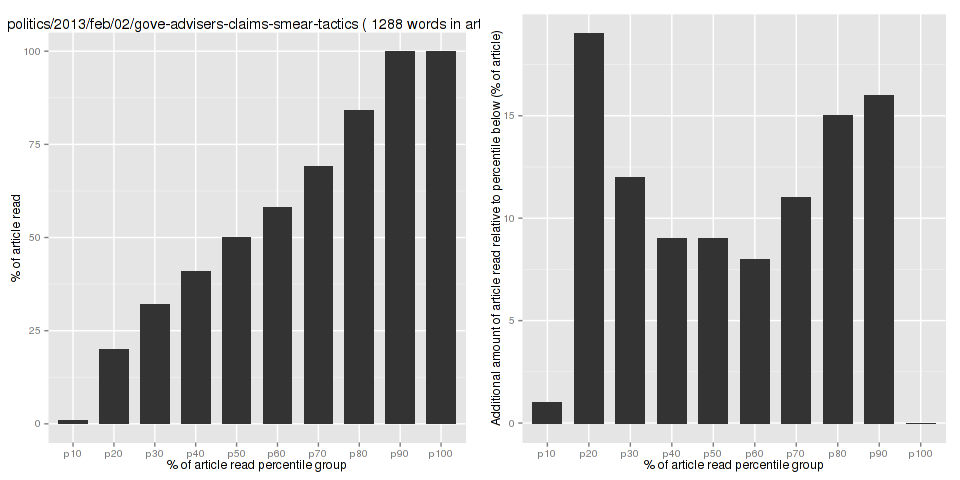 politics/2013/feb/02/gove-advisers-claims-smear-tactics ( 1288 words in art
100
75
50
25
0
% of article read
p10 p20 p30 p40 p50 p60 p70 p80 p90 p100
% of article read percentile group
15
10
5
0
Additional amount of article read relative to percentile below (% of article)
p10 p20 p30 p40 p50 p60 p70 p80 p90 p100
% of article read percentile group